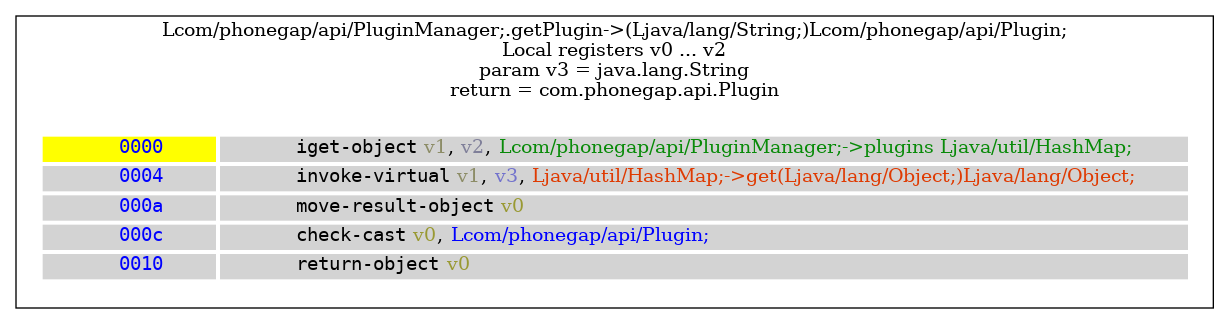 Lcom/phonegap/api/PluginManager;.getPlugin->(Ljava/lang/String;)Lcom/phonegap/api/Plugin;
Local registers v0 ... v2
param v3 = java.lang.String
return = com.phonegap.api.Plugin
0000 iget-object v1, v2, Lcom/phonegap/api/PluginManager;->plugins Ljava/util/HashMap;
0004 invoke-virtual v1, v3, Ljava/util/HashMap;->get(Ljava/lang/Object;)Ljava/lang/Object;
000a move-result-object v0
000c check-cast v0, Lcom/phonegap/api/Plugin;
0010 return-object v0